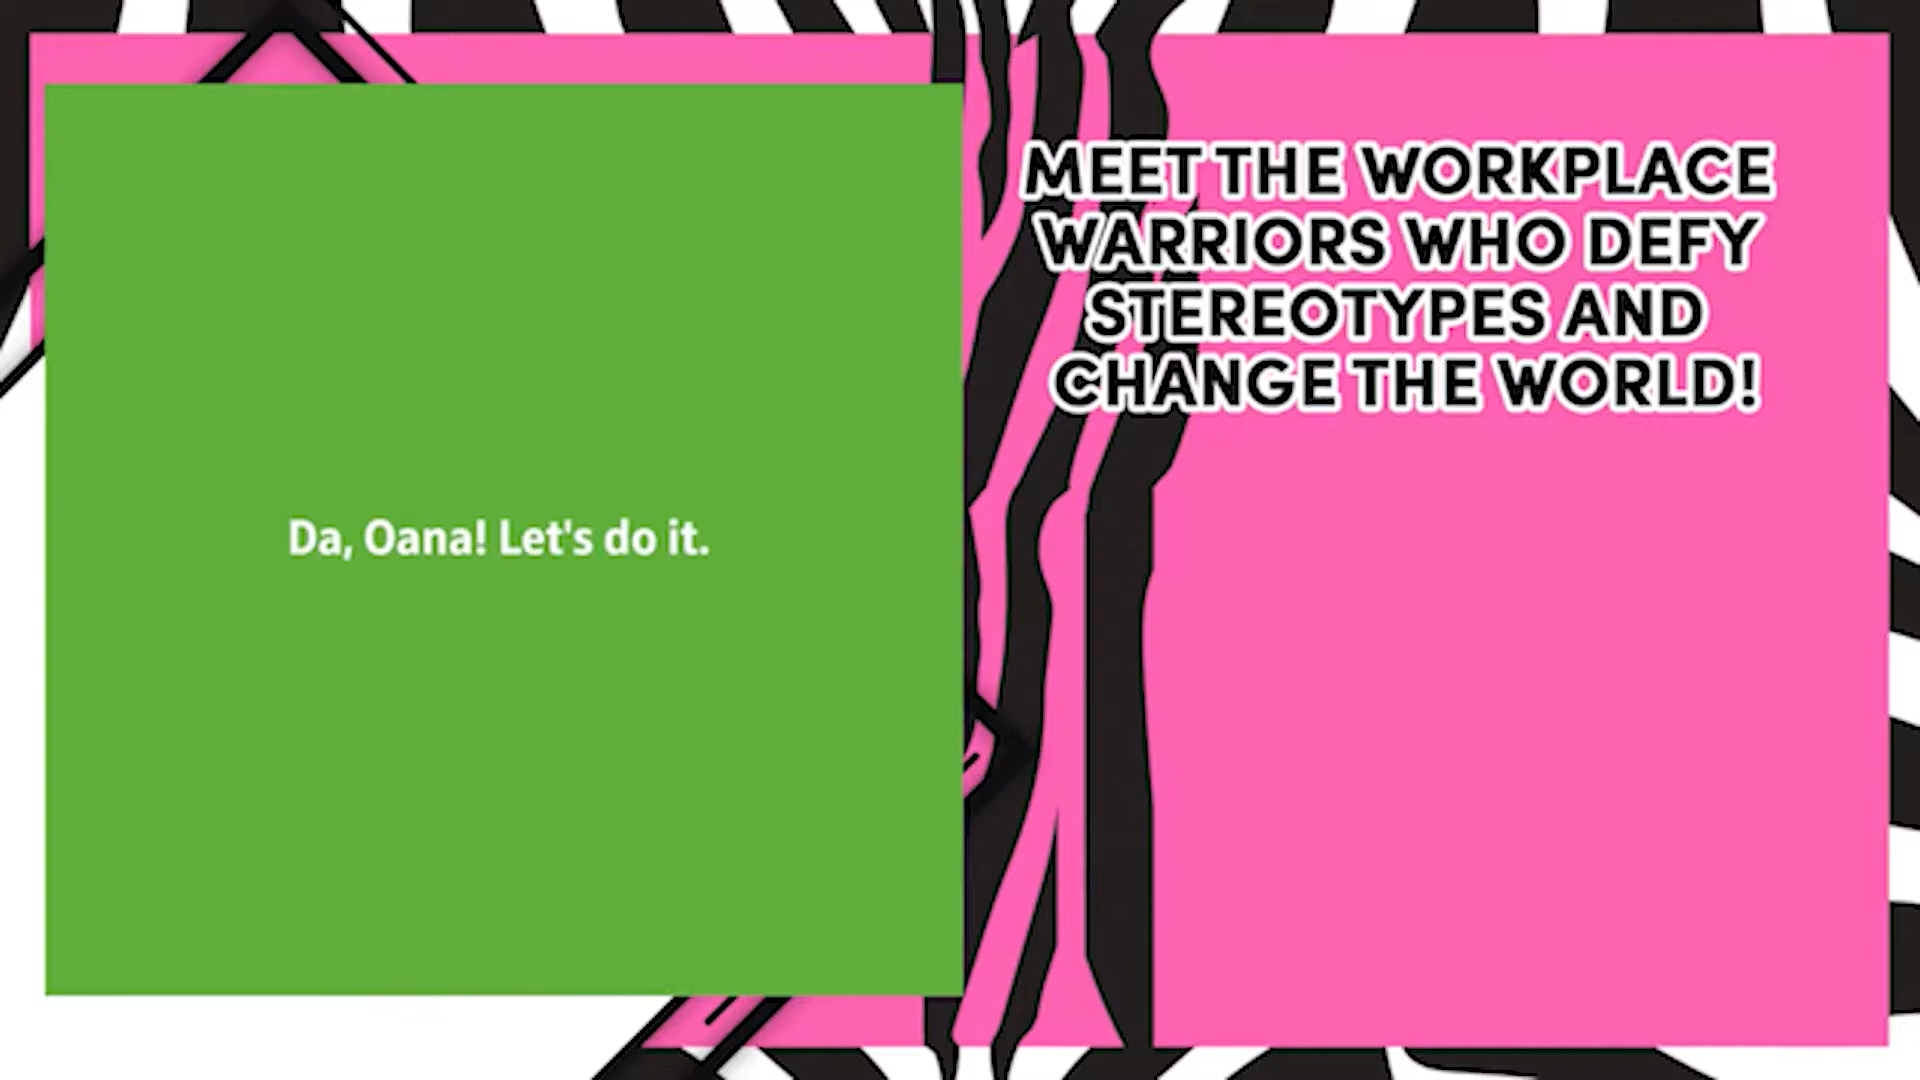 Da, Oana! Let's do it.
MEET THE WORKPLACE
WARRIORS WHO DEFY
STEREOTYPES AND
CHANGE THE WORLD!